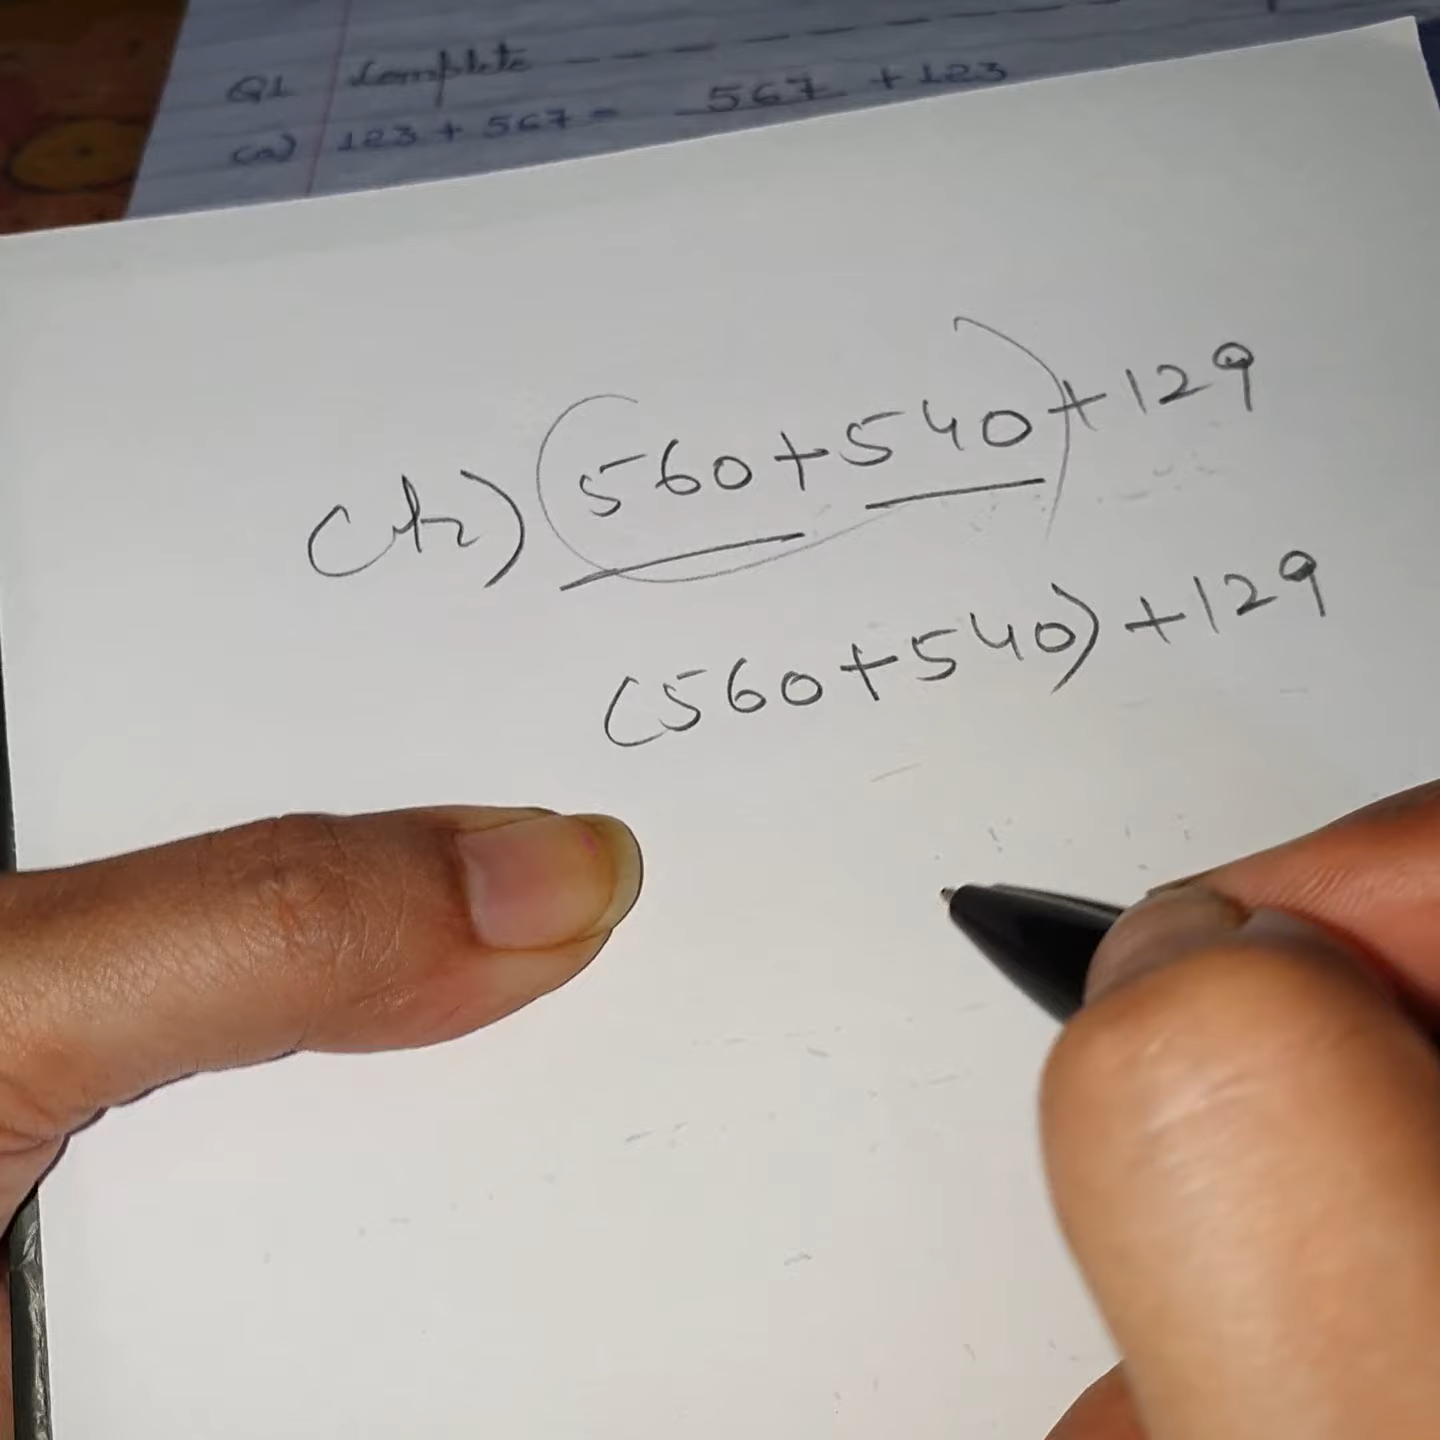 Q1 Complete
(a) 123 + 567 = 567 + 123
(h) 560+540+129
(560+540)+129